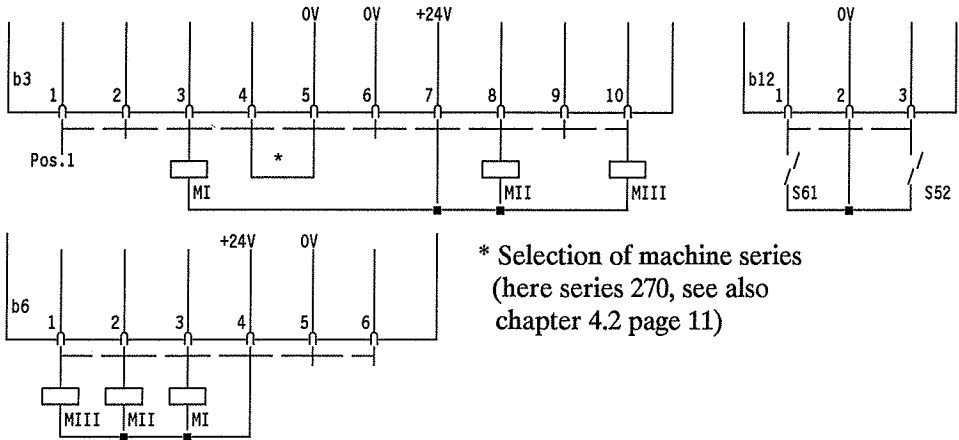 0V 0V +24V
b3 1 2 3 4 5 6 7 8 9 10
Pos.1 * MI MII MIII
0V
b12 1 2 3
S61 S52
+24V 0V
b6 1 2 3 4 5 6
MIII MII MI
* Selection of machine series
(here series 270, see also
chapter 4.2 page 11)